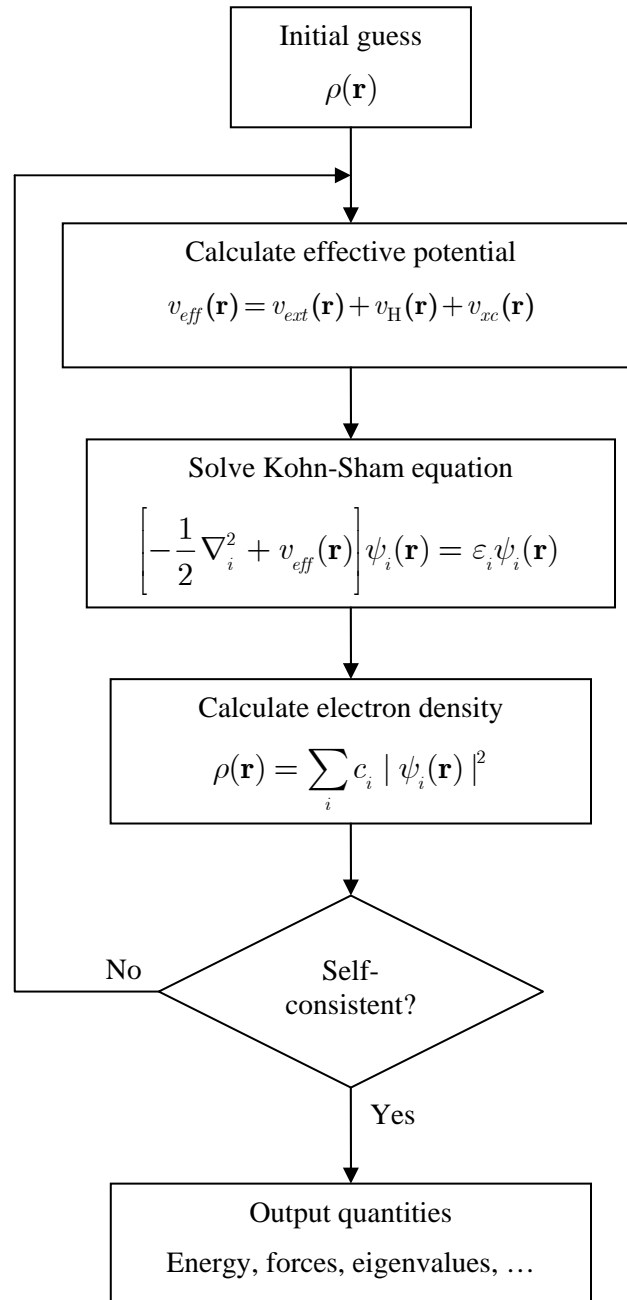 Initial guess
ρ(r)
Calculate effective potential
v_eff(r) = v_ext(r) + v_H(r) + v_xc(r)
Solve Kohn-Sham equation
[-1/2 ∇_i^2 + v_eff(r)] ψ_i(r) = ε_i ψ_i(r)
Calculate electron density
ρ(r) = ∑_i c_i | ψ_i(r) |^2
No
Self-
consistent?
Yes
Output quantities
Energy, forces, eigenvalues, …